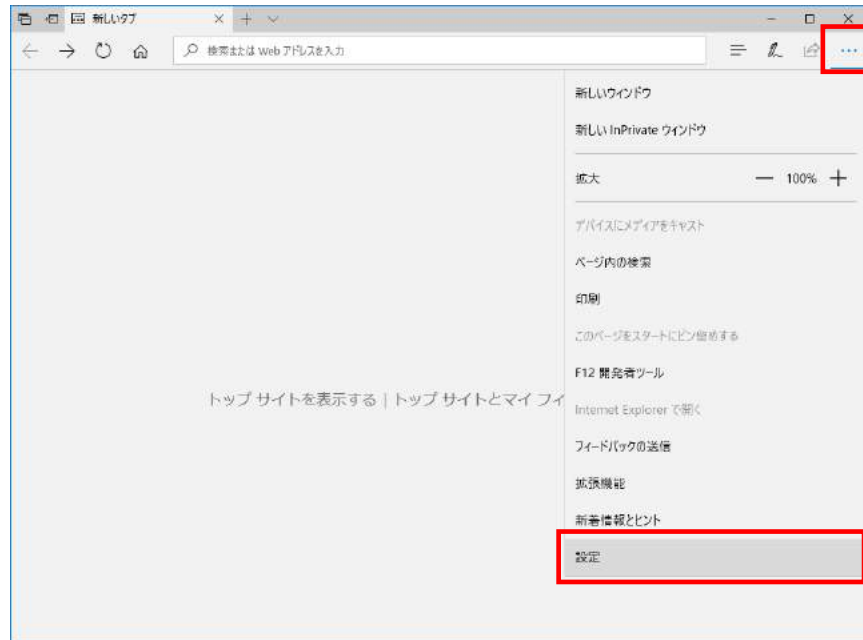 新しいタブ
検索または Web アドレスを入力
新しいウィンドウ
新しい InPrivate ウィンドウ
拡大 100%
デバイスにメディアをキャスト
ページ内の検索
印刷
このページをスタートにピン留めする
F12 開発者ツール
トップ サイトを表示する | トップ サイトとマイ フィ
Internet Explorer で開く
フィードバックの送信
拡張機能
新着情報とヒント
設定